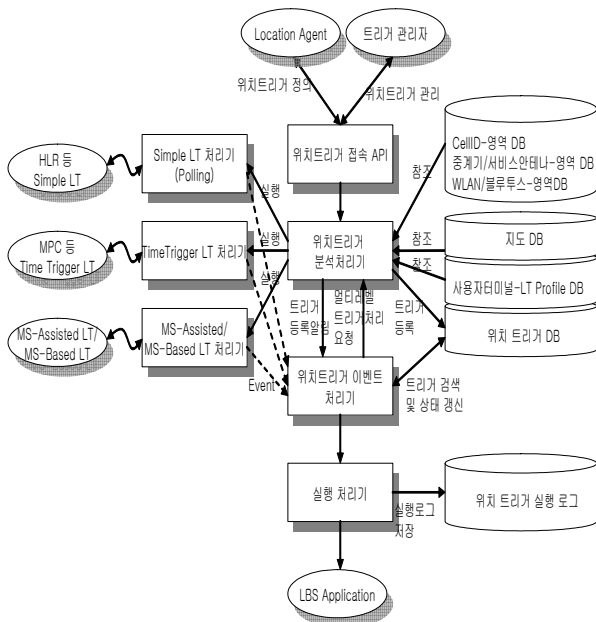 Location Agent
트리거 관리자
위치트리거 정의
위치트리거 관리
위치트리거 접속 API
CellID-영역 DB
중계기/서비스안테나-영역 DB
WLAN/블루투스-영역DB
HLR 등
Simple LT
Simple LT 처리기
(Polling)
실행
참조
MPC 등
Time Trigger LT
TimeTrigger LT 처리기
실행
위치트리거
분석처리기
참조
지도 DB
참조
사용자터미널-LT Profile DB
실행
MS-Assisted LT/
MS-Based LT
MS-Assisted/
MS-Based LT 처리기
트리거
등록알림
멀티레벨
트리거처리
요청
트리거
등록
위치 트리거 DB
Event
위치트리거 이벤트
처리기
트리거 검색
및 상태 갱신
실행 처리기
실행로그
저장
위치 트리거 실행 로그
LBS Application